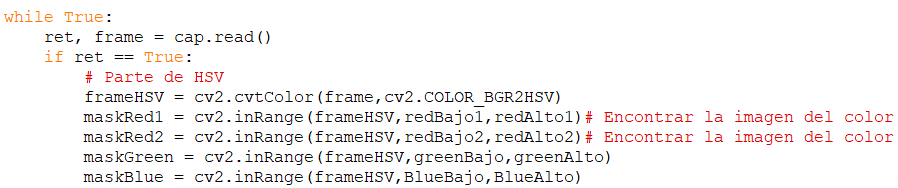 while True:
    ret, frame = cap.read()
    if ret == True:
        # Parte de HSV
        frameHSV = cv2.cvtColor(frame,cv2.COLOR_BGR2HSV)
        maskRed1 = cv2.inRange(frameHSV,redBajo1,redAlto1)# Encontrar la imagen del color
        maskRed2 = cv2.inRange(frameHSV,redBajo2,redAlto2)# Encontrar la imagen del color
        maskGreen = cv2.inRange(frameHSV,greenBajo,greenAlto)
        maskBlue = cv2.inRange(frameHSV,BlueBajo,BlueAlto)